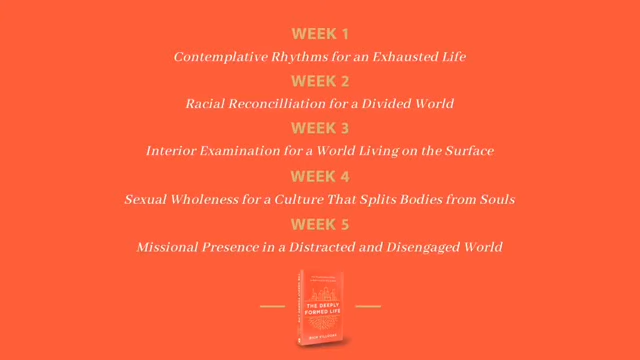 WEEK 1
Contemplative Rhythms for an Exhausted Life
WEEK 2
Racial Reconcilliation for a Divided World
WEEK 3
Interior Examination for a World Living on the Surface
WEEK 4
Sexual Wholeness for a Culture That Splits Bodies from Souls
WEEK 5
Missional Presence in a Distracted and Disengaged World
THE DEEPLY
FORMED LIFE